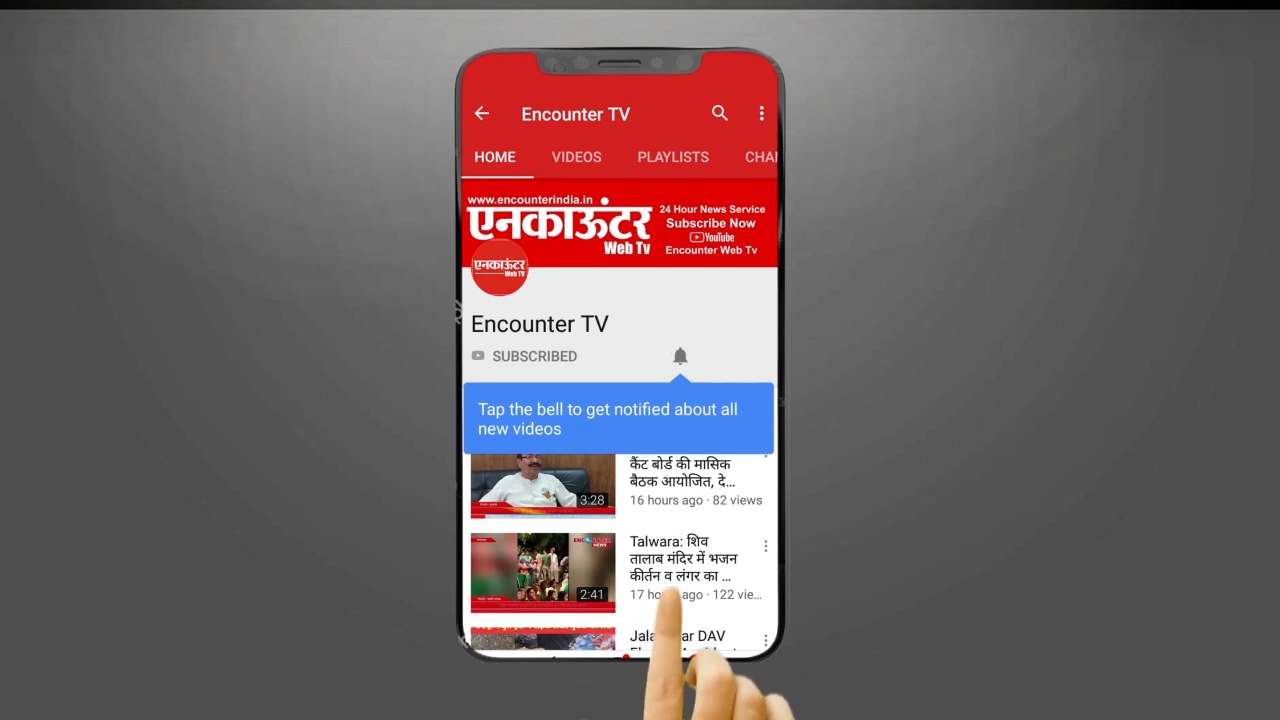 Encounter TV
HOME VIDEOS PLAYLISTS CHA
www.encounterindia.in
एनकाऊंटर
Web Tv
24 Hour News Service
Subscribe Now
YouTube
Encounter Web Tv
एनकाऊंटर
Web TV
Encounter TV
SUBSCRIBED
Tap the bell to get notified about all
new videos
कैंट बोर्ड की मासिक
बैठक आयोजित, दे...
16 hours ago · 82 views
3:28
Talwara: शिव
तालाब मंदिर में भजन
कीर्तन व लंगर का ...
17 ago · 122 vie...
ENCOUNTER
NEWS
2:41
DAV